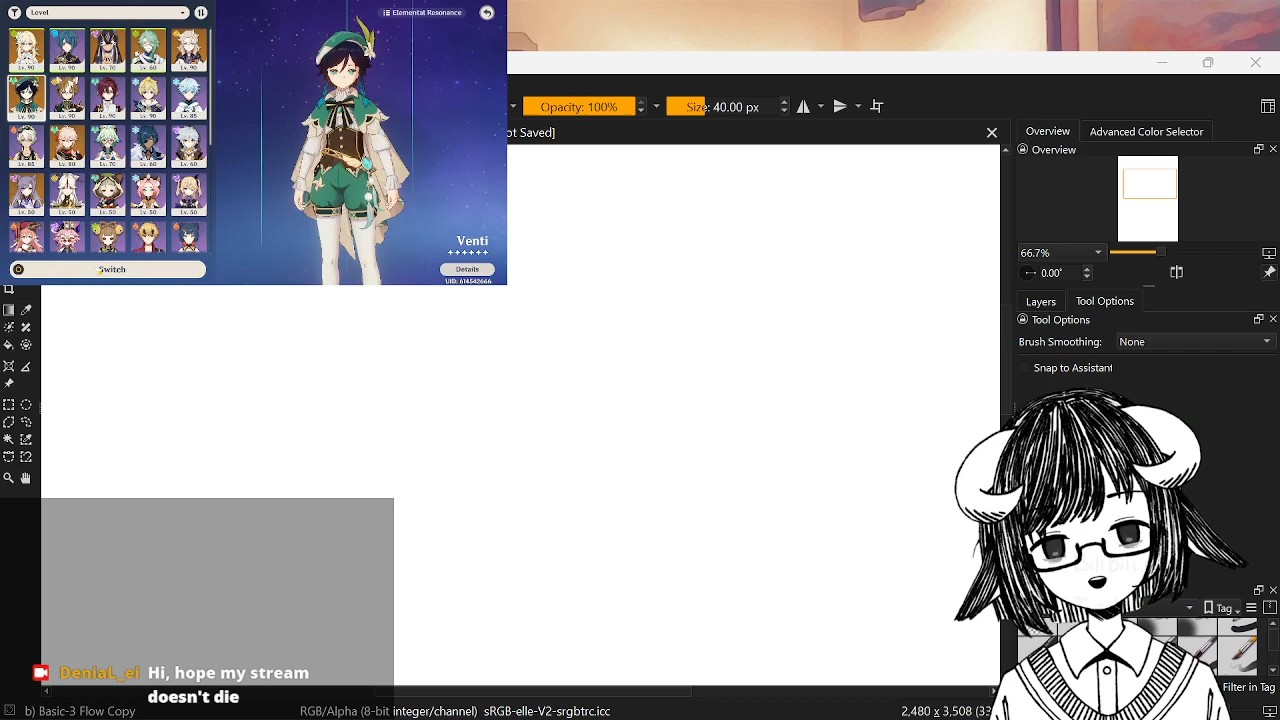 Level
Elemental Resonance
Lv. 90
Lv. 90
Lv. 70
Lv. 60
Lv. 90
Lv. 90
Lv. 90
Lv. 90
Lv. 90
Lv. 85
Lv. 85
Lv. 80
Lv. 70
Lv. 60
Lv. 60
Lv. 50
Lv. 50
Lv. 50
Lv. 50
Lv. 50
Venti
Switch
Details
UID: 614542666
Opacity: 100%
Size: 40.00 px
ot Saved]
Overview
Advanced Color Selector
Overview
66.7%
0.00°
Layers
Tool Options
Tool Options
Brush Smoothing:
None
Snap to Assistant
Tag
Filter in Tag
DeniaL_ei Hi, hope my stream
doesn't die
b) Basic-3 Flow Copy
RGB/Alpha (8-bit integer/channel) sRGB-elle-V2-srgbtrc.icc
2,480 x 3,508 (33